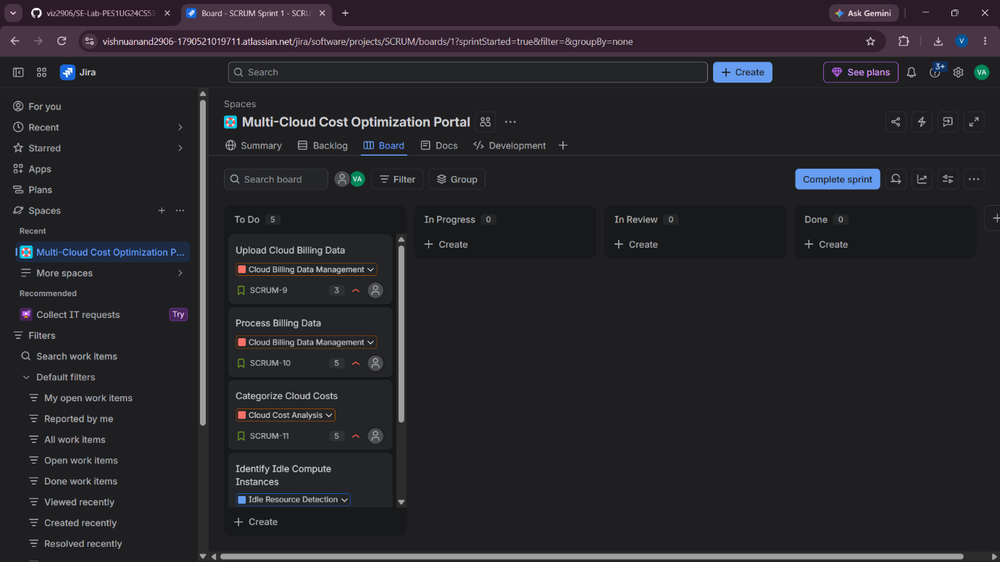 viz2906/SE-Lab-PES1UG24CS53
Board - SCRUM Sprint 1 - SCRU
Ask Gemini
vishnuanand2906-1790521019711.atlassian.net/jira/software/projects/SCRUM/boards/1?sprintStarted=true&filter=&groupBy=none
V
Jira
Search
Create
See plans
3+
VA
For you
Recent
Starred
Apps
Plans
Spaces
Recent
Multi-Cloud Cost Optimization P...
More spaces
Recommended
Collect IT requests
Try
Filters
Search work items
Default filters
My open work items
Reported by me
All work items
Open work items
Done work items
Viewed recently
Created recently
Resolved recently
Spaces
Multi-Cloud Cost Optimization Portal
Summary
Backlog
Board
Docs
Development
Search board
VA
Filter
Group
Complete sprint
To Do 5
Upload Cloud Billing Data
Cloud Billing Data Management
SCRUM-9 3
Process Billing Data
Cloud Billing Data Management
SCRUM-10 5
Categorize Cloud Costs
Cloud Cost Analysis
SCRUM-11 5
Identify Idle Compute
Instances
Idle Resource Detection
Create
In Progress 0
Create
In Review 0
Create
Done 0
Create